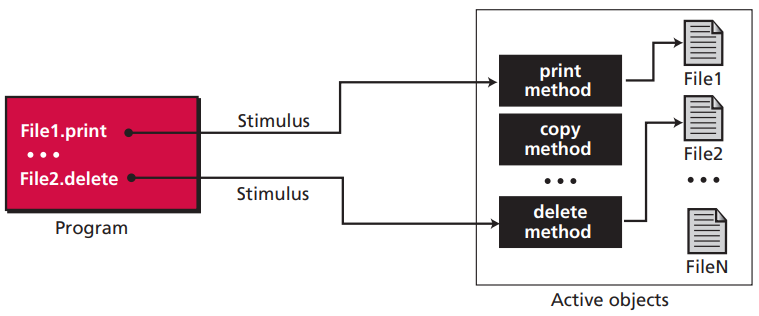 File1.print
• • •
File2.delete
Program
Stimulus
Stimulus
print
method
copy
method
• • •
delete
method
File1
File2
• • •
FileN
Active objects